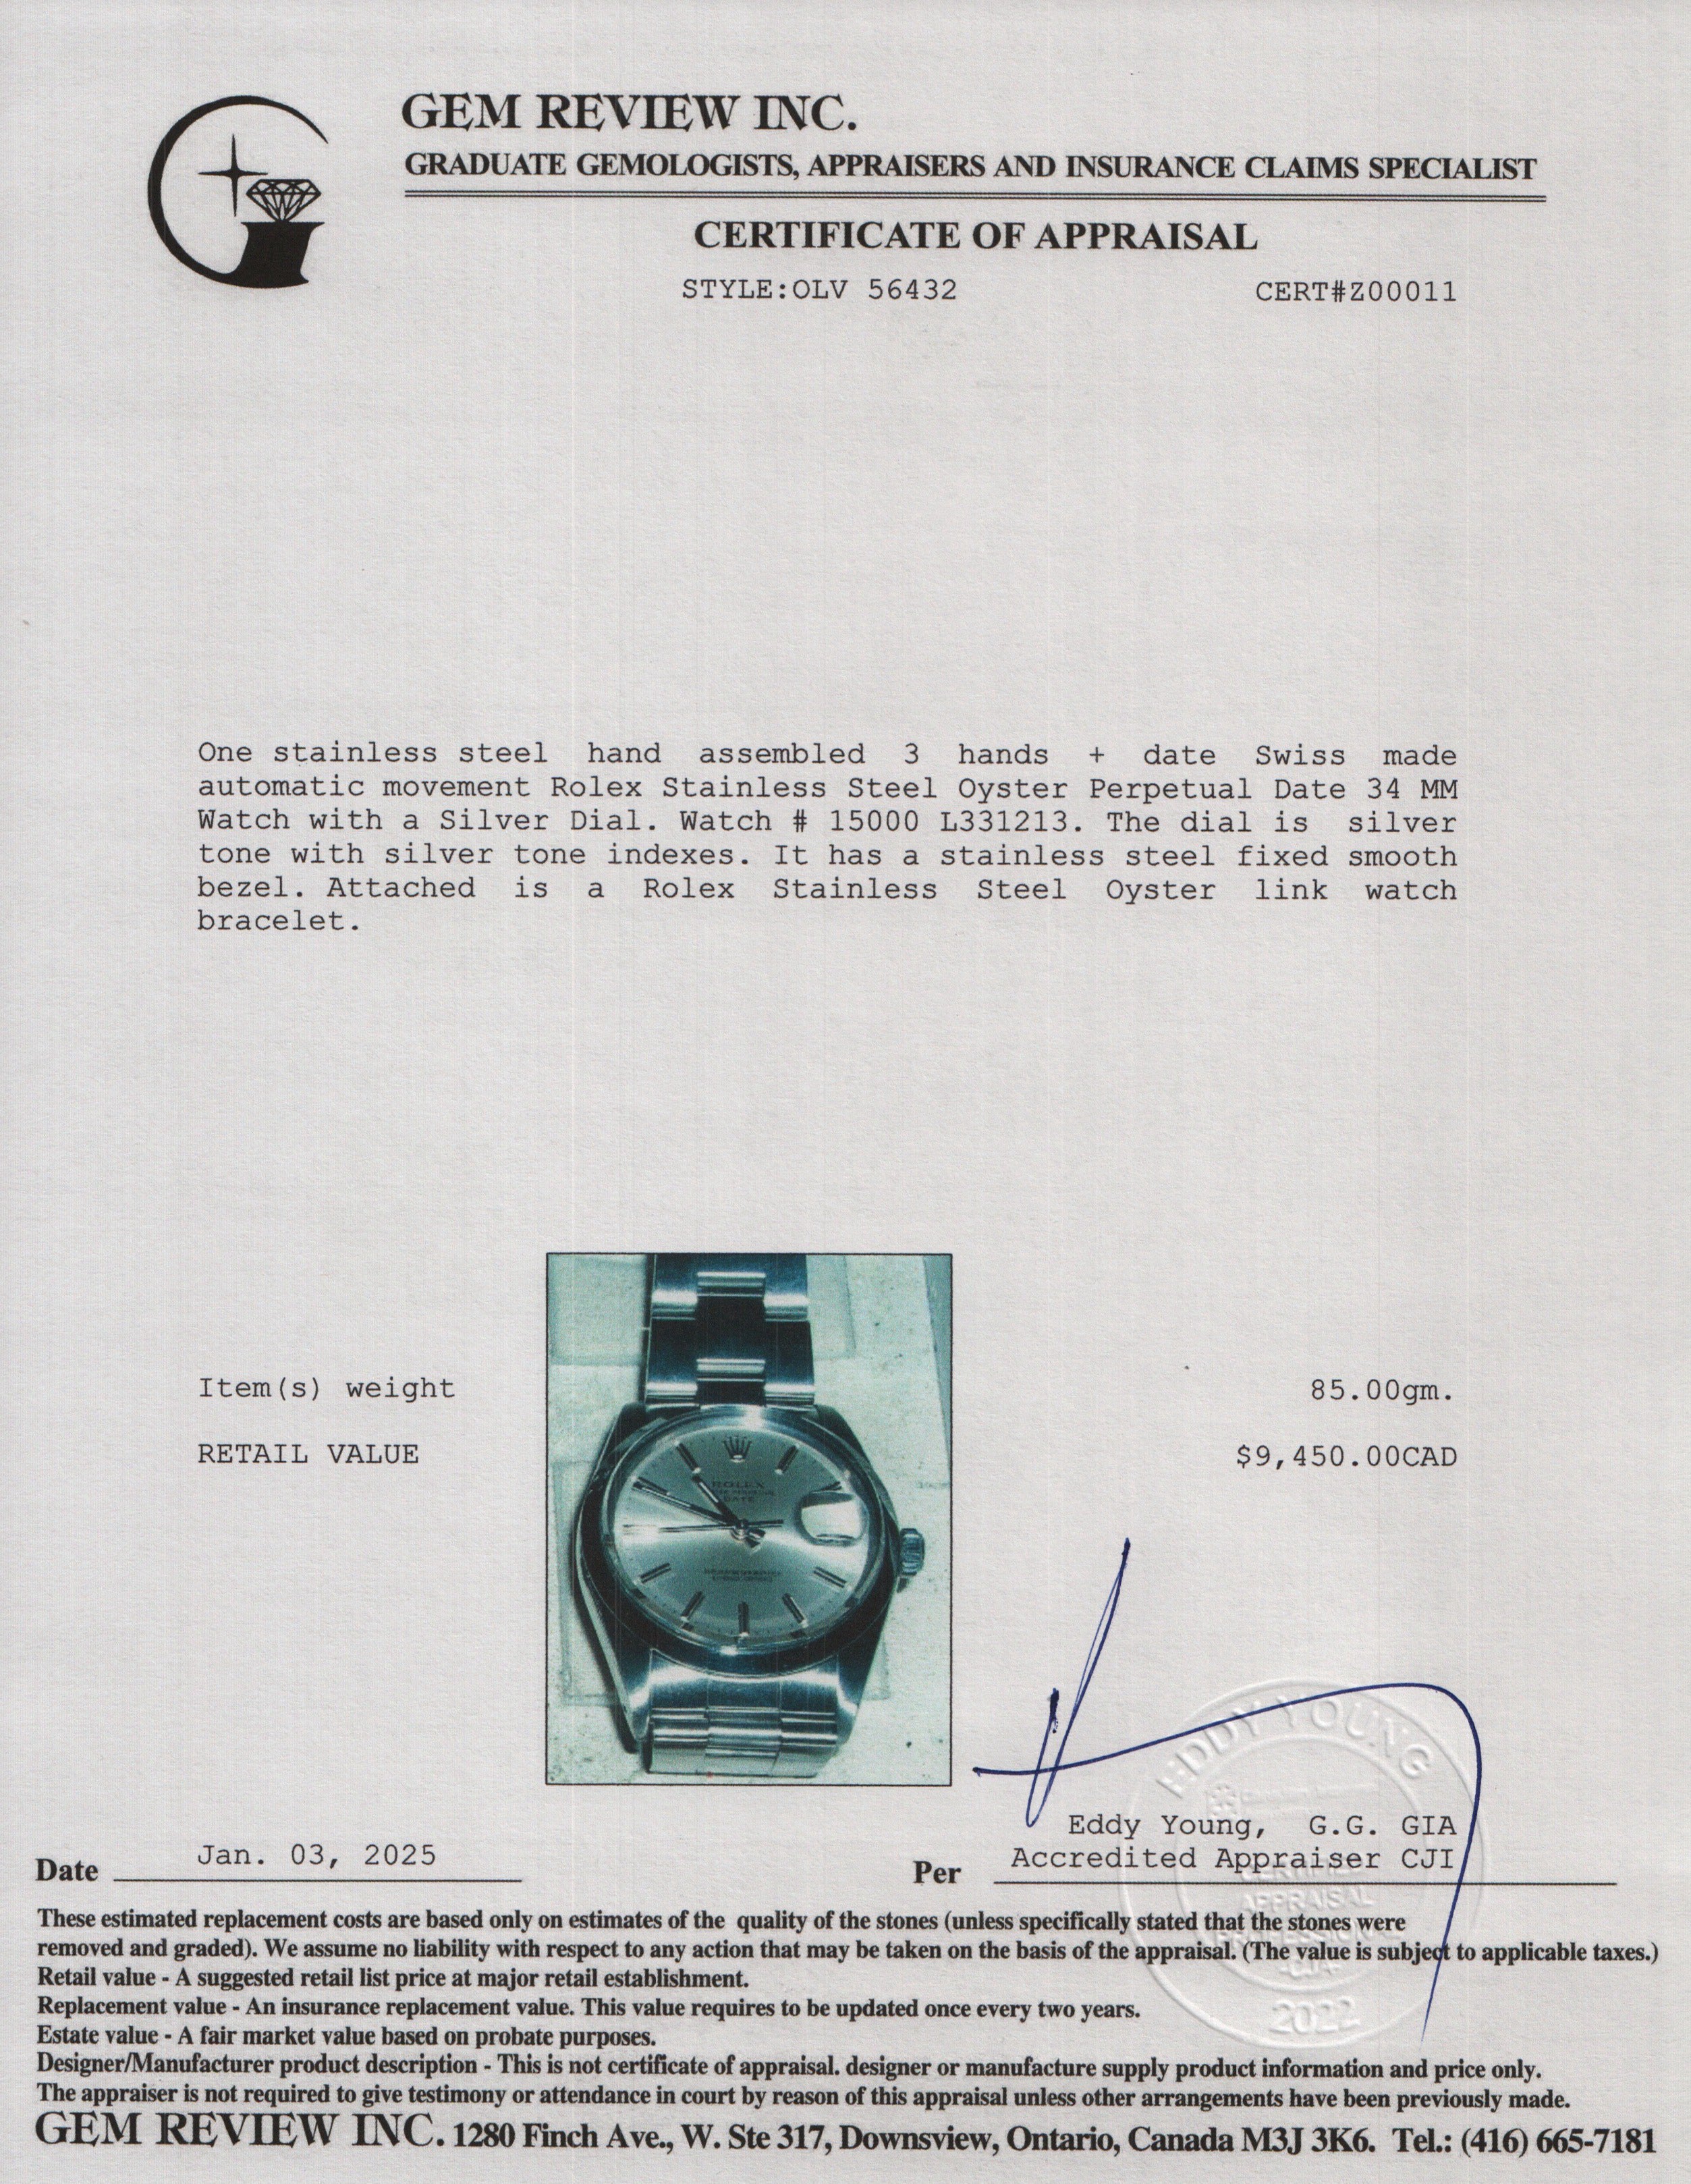 GEM REVIEW INC.
GRADUATE GEMOLOGISTS, APPRAISERS AND INSURANCE CLAIMS SPECIALIST
CERTIFICATE OF APPRAISAL
STYLE:OLV 56432 CERT#Z00011
One stainless steel hand assembled 3 hands + date Swiss made
automatic movement Rolex Stainless Steel Oyster Perpetual Date 34 MM
Watch with a Silver Dial. Watch # 15000 L331213. The dial is silver
tone with silver tone indexes. It has a stainless steel fixed smooth
bezel. Attached is a Rolex Stainless Steel Oyster link watch
bracelet.
ROLEX
DATE
Item(s) weight 85.00gm.
RETAIL VALUE $9,450.00CAD
EDDY YOUNG
Eddy Young, G.G. GIA
Date Jan. 03, 2025 Per Accredited Appraiser CJI
CERTIFIED
APPRAISAL
PROFESSIONAL
2022
These estimated replacement costs are based only on estimates of the quality of the stones (unless specifically stated that the stones were
removed and graded). We assume no liability with respect to any action that may be taken on the basis of the appraisal. (The value is subject to applicable taxes.)
Retail value - A suggested retail list price at major retail establishment.
Replacement value - An insurance replacement value. This value requires to be updated once every two years.
Estate value - A fair market value based on probate purposes.
Designer/Manufacturer product description - This is not certificate of appraisal. designer or manufacture supply product information and price only.
The appraiser is not required to give testimony or attendance in court by reason of this appraisal unless other arrangements have been previously made.
GEM REVIEW INC. 1280 Finch Ave., W. Ste 317, Downsview, Ontario, Canada M3J 3K6. Tel.: (416) 665-7181